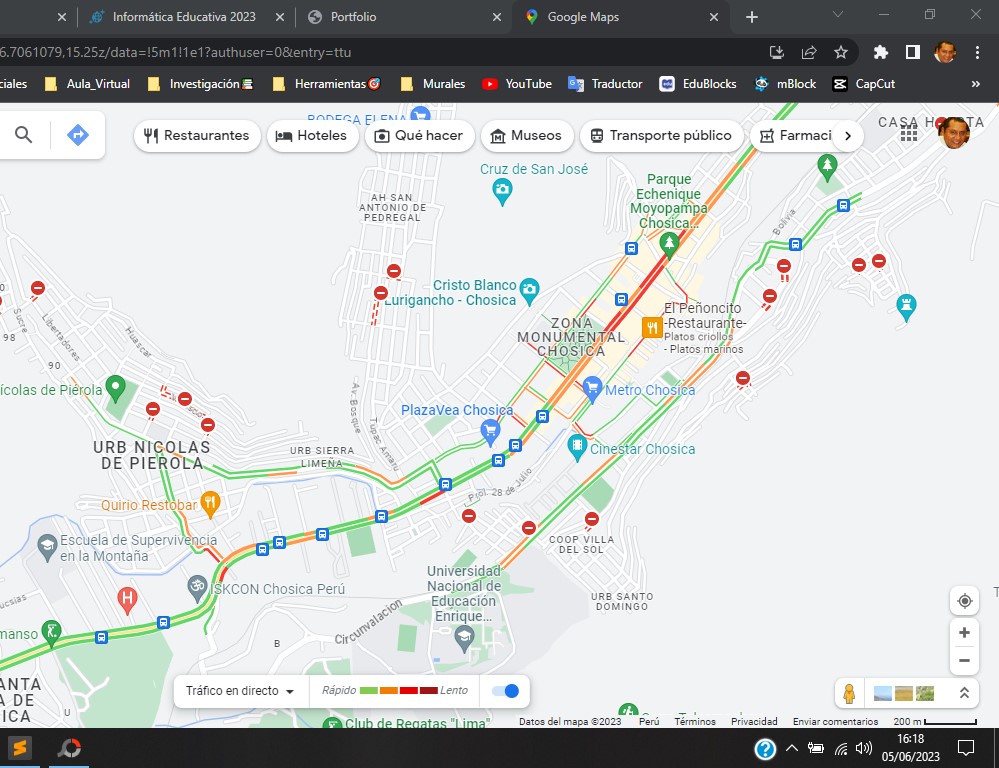 Informática Educativa 2023
Portfolio
Google Maps
6.7061079,15.25z/data=!5m1!1e1?authuser=0&entry=ttu
ciales
Aula_Virtual
Investigación
Herramientas
Murales
YouTube
Traductor
EduBlocks
mBlock
CapCut
»
BODEGA ELENA
Restaurantes
Hoteles
Qué hacer
Museos
Transporte público
Farmaci
CASA H
TA
Cruz de San José
Parque
Echenique
Moyopampa
Chosica...
AH SAN
ANTONIO DE
PEDREGAL
Bolivia
Cristo Blanco
Lurigancho - Chosica
El Peñoncito
-Restaurante-
Platos criollos
- Platos marinos
ZONA
MONUMENTAL
CHOSICA
Sucre
Libertadores
Huascar
98
90
ícolas de Piérola
Metro Chosica
PlazaVea Chosica
Av. Bosque
Tupac Amaru
URB NICOLAS
DE PIEROLA
URB SIERRA
LIMEÑA
Cinestar Chosica
Prol. 28 de Julio
Quirio Restobar
Escuela de Supervivencia
en la Montaña
COOP VILLA
DEL SOL
Universidad
Nacional de
Educación
Enrique...
ISKCON Chosica Perú
URB SANTO
DOMINGO
H
Circunvalacion
manso
B
ANTA
A DE
ICA
U
Tráfico en directo
Rápido
Lento
Club de Regatas "Lima"
Datos del mapa ©2023
Perú
Términos
Privacidad
Enviar comentarios
200 m
16:18
05/06/2023